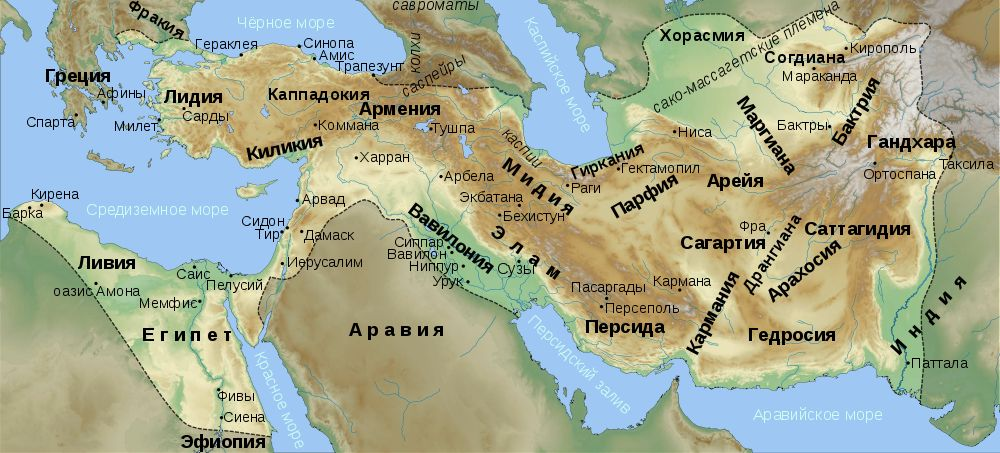 савроматы
Фракия
Чёрное море
Каспийское море
Хорасмия
сако-массагетские племена
Кирополь
Согдиана
Мараканда
Гераклея
Синопа
Амис
Трапезунт
колхи
саспейры
Греция
Афины
Спарта
Милет
Лидия
Сарды
Каппадокия
Армения
Коммана
Тушпа
Киликия
Харран
каспии
Мидия
Гиркания
Гектамопил
Ниса
Маргиана
Бактры
Бактрия
Гандхара
Ортоспана
Таксила
Арбела
Экбатана
Бехистун
Раги
Парфия
Арейя
Кирена
Барка
Средиземное море
Арвад
Сидон
Тир
Дамаск
Иерусалим
Вавилония
Сиппар
Вавилон
Ниппур
Урук
Элам
Сузы
Сагартия
Фра
Дрангиана
Саттагидия
Арахосия
Ливия
оазис Амона
Саис
Пелусий
Мемфис
Египет
Аравия
Пасаргады
Персеполь
Кармана
Персида
Кармания
Гедросия
Индия
Паттала
Персидский залив
Красное море
Аравийское море
Фивы
Сиена
Эфиопия